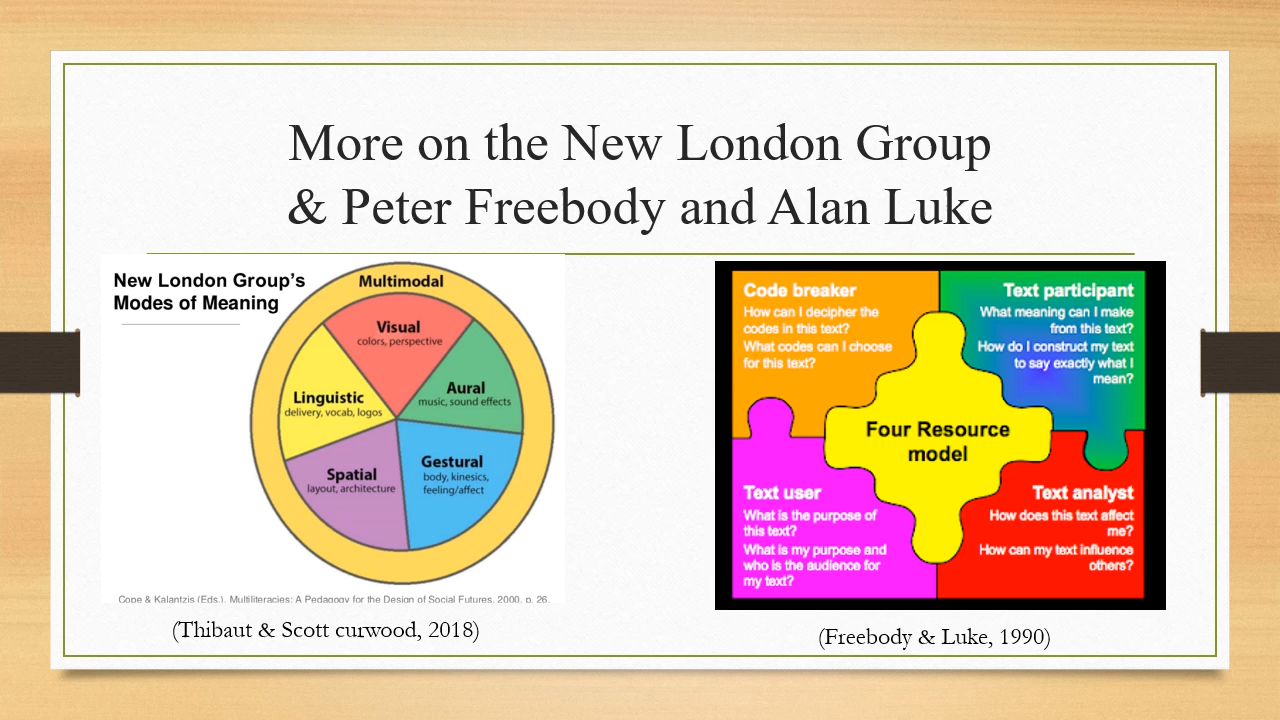 More on the New London Group
& Peter Freebody and Alan Luke
New London Group's
Modes of Meaning
Multimodal
Visual
colors, perspective
Aural
music, sound effects
Linguistic
delivery, vocab, logos
Spatial
layout, architecture
Gestural
body, kinesics,
feeling/affect
Cope & Kalantzis (Eds.). Multiliteracies: A Pedagogy for the Design of Social Futures. 2000. p. 26.
(Thibaut & Scott curwood, 2018)
Code breaker
How can I decipher the
codes in this text?
What codes can I choose
for this text?
Text participant
What meaning can I make
from this text?
How do I construct my text
to say exactly what I
mean?
Four Resource
model
Text user
What is the purpose of
this text?
What is my purpose and
who is the audience for
my text?
Text analyst
How does this text affect
me?
How can my text influence
others?
(Freebody & Luke, 1990)